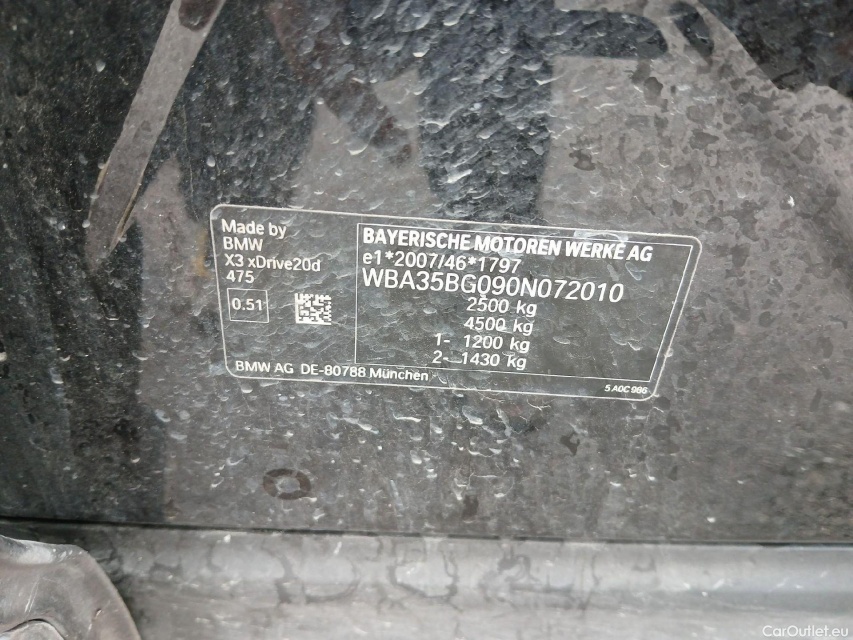 Made by
BMW
X3 xDrive20d
475
0.51
BMW AG DE-80788 München
BAYERISCHE MOTOREN WERKE AG
e1*2007/46*1797
WBA35BG090N072010
2500 kg
4500 kg
1- 1200 kg
2- 1430 kg
5 A0C 986
CarOutlet.eu